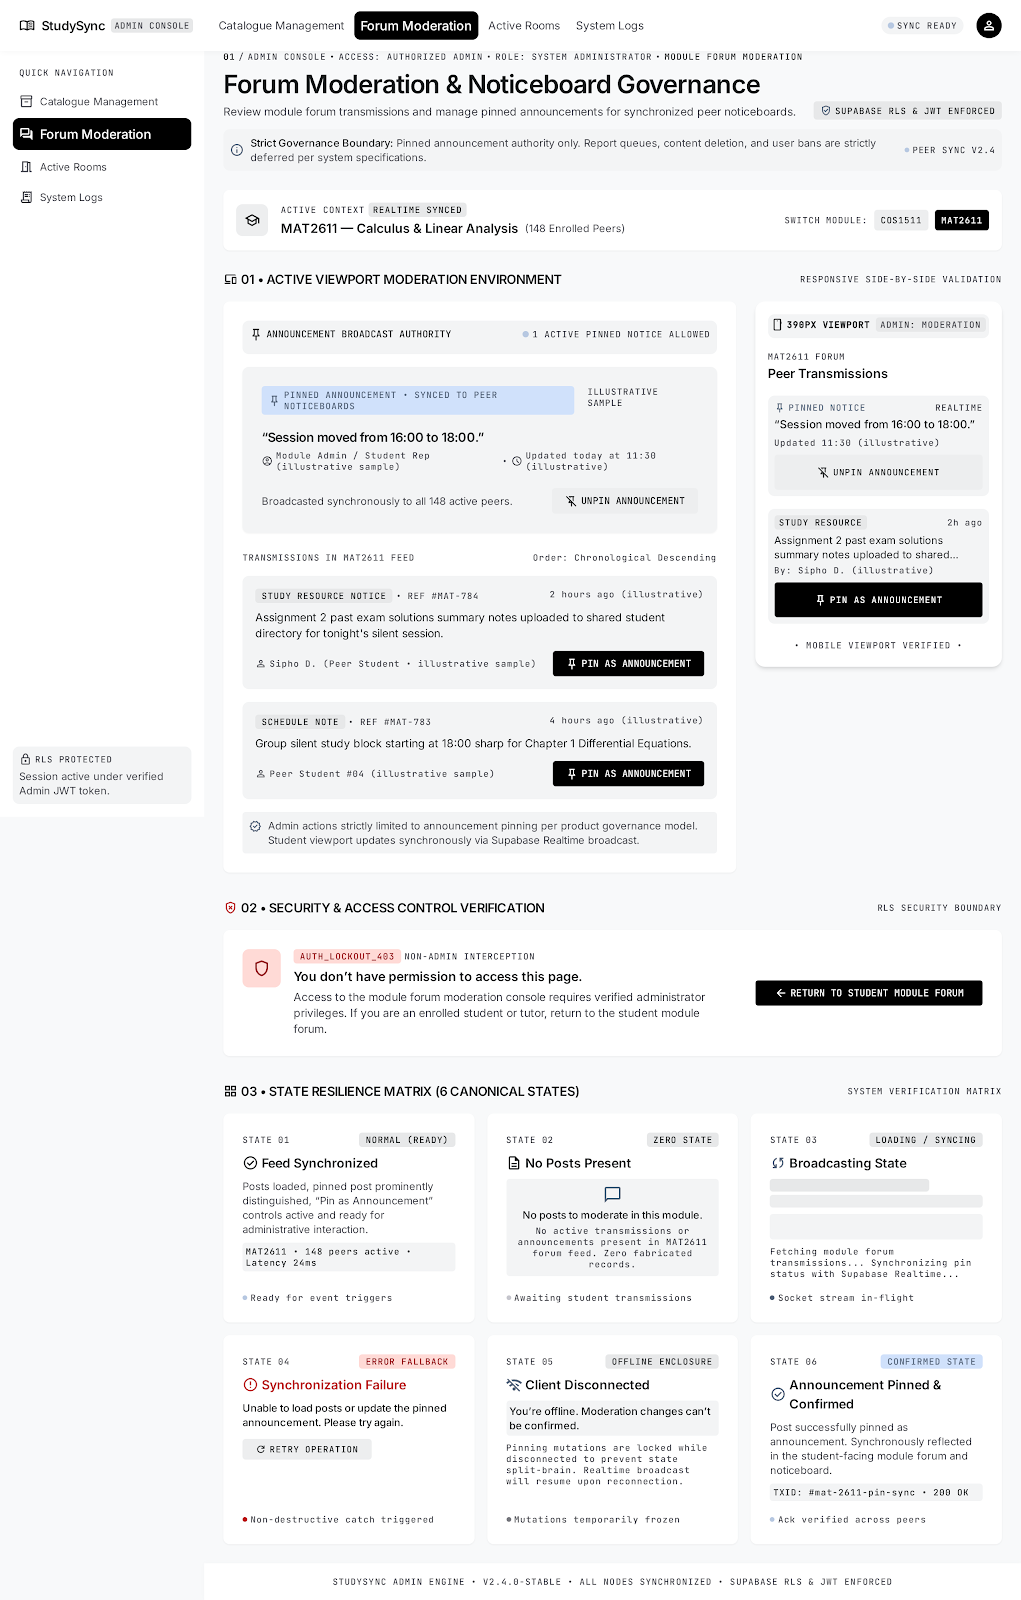 StudySync ADMIN CONSOLE Catalogue Management Forum Moderation Active Rooms System Logs SYNC READY
QUICK NAVIGATION
Catalogue Management
Forum Moderation
Active Rooms
System Logs
RLS PROTECTED
Session active under verified
Admin JWT token.
01 / ADMIN CONSOLE • ACCESS: AUTHORIZED ADMIN • ROLE: SYSTEM ADMINISTRATOR • MODULE FORUM MODERATION
Forum Moderation & Noticeboard Governance
Review module forum transmissions and manage pinned announcements for synchronized peer noticeboards.
SUPABASE RLS & JWT ENFORCED
Strict Governance Boundary: Pinned announcement authority only. Report queues, content deletion, and user bans are strictly
deferred per system specifications.
PEER SYNC V2.4
ACTIVE CONTEXT REALTIME SYNCED
MAT2611 — Calculus & Linear Analysis (148 Enrolled Peers)
SWITCH MODULE: COS1511 MAT2611
01 • ACTIVE VIEWPORT MODERATION ENVIRONMENT
RESPONSIVE SIDE-BY-SIDE VALIDATION
ANNOUNCEMENT BROADCAST AUTHORITY
1 ACTIVE PINNED NOTICE ALLOWED
PINNED ANNOUNCEMENT • SYNCED TO PEER
NOTICEBOARDS
ILLUSTRATIVE
SAMPLE
“Session moved from 16:00 to 18:00.”
Module Admin / Student Rep
(illustrative sample)
• Updated today at 11:30
(illustrative)
Broadcasted synchronously to all 148 active peers.
UNPIN ANNOUNCEMENT
TRANSMISSIONS IN MAT2611 FEED
Order: Chronological Descending
STUDY RESOURCE NOTICE • REF #MAT-784
2 hours ago (illustrative)
Assignment 2 past exam solutions summary notes uploaded to shared student
directory for tonight's silent session.
Sipho D. (Peer Student • illustrative sample)
PIN AS ANNOUNCEMENT
SCHEDULE NOTE • REF #MAT-783
4 hours ago (illustrative)
Group silent study block starting at 18:00 sharp for Chapter 1 Differential Equations.
Peer Student #04 (illustrative sample)
PIN AS ANNOUNCEMENT
Admin actions strictly limited to announcement pinning per product governance model.
Student viewport updates synchronously via Supabase Realtime broadcast.
390PX VIEWPORT ADMIN: MODERATION
MAT2611 FORUM
Peer Transmissions
PINNED NOTICE REALTIME
“Session moved from 16:00 to 18:00.”
Updated 11:30 (illustrative)
UNPIN ANNOUNCEMENT
STUDY RESOURCE 2h ago
Assignment 2 past exam solutions
summary notes uploaded to shared...
By: Sipho D. (illustrative)
PIN AS ANNOUNCEMENT
• MOBILE VIEWPORT VERIFIED •
02 • SECURITY & ACCESS CONTROL VERIFICATION
RLS SECURITY BOUNDARY
AUTH_LOCKOUT_403 NON-ADMIN INTERCEPTION
You don’t have permission to access this page.
Access to the module forum moderation console requires verified administrator
privileges. If you are an enrolled student or tutor, return to the student module
forum.
RETURN TO STUDENT MODULE FORUM
03 • STATE RESILIENCE MATRIX (6 CANONICAL STATES)
SYSTEM VERIFICATION MATRIX
STATE 01 NORMAL (READY)
Feed Synchronized
Posts loaded, pinned post prominently
distinguished, “Pin as Announcement”
controls active and ready for
administrative interaction.
MAT2611 • 148 peers active •
Latency 24ms
Ready for event triggers
STATE 02 ZERO STATE
No Posts Present
No posts to moderate in this module.
No active transmissions or
announcements present in MAT2611
forum feed. Zero fabricated
records.
Awaiting student transmissions
STATE 03 LOADING / SYNCING
Broadcasting State
Fetching module forum
transmissions... Synchronizing pin
status with Supabase Realtime...
Socket stream in-flight
STATE 04 ERROR FALLBACK
Synchronization Failure
Unable to load posts or update the pinned
announcement. Please try again.
RETRY OPERATION
Non-destructive catch triggered
STATE 05 OFFLINE ENCLOSURE
Client Disconnected
You’re offline. Moderation changes can’t
be confirmed.
Pinning mutations are locked while
disconnected to prevent state
split-brain. Realtime broadcast
will resume upon reconnection.
Mutations temporarily frozen
STATE 06 CONFIRMED STATE
Announcement Pinned &
Confirmed
Post successfully pinned as
announcement. Synchronously reflected
in the student-facing module forum and
noticeboard.
TXID: #mat-2611-pin-sync • 200 OK
Ack verified across peers
STUDYSYNC ADMIN ENGINE • V2.4.0-STABLE • ALL NODES SYNCHRONIZED • SUPABASE RLS & JWT ENFORCED